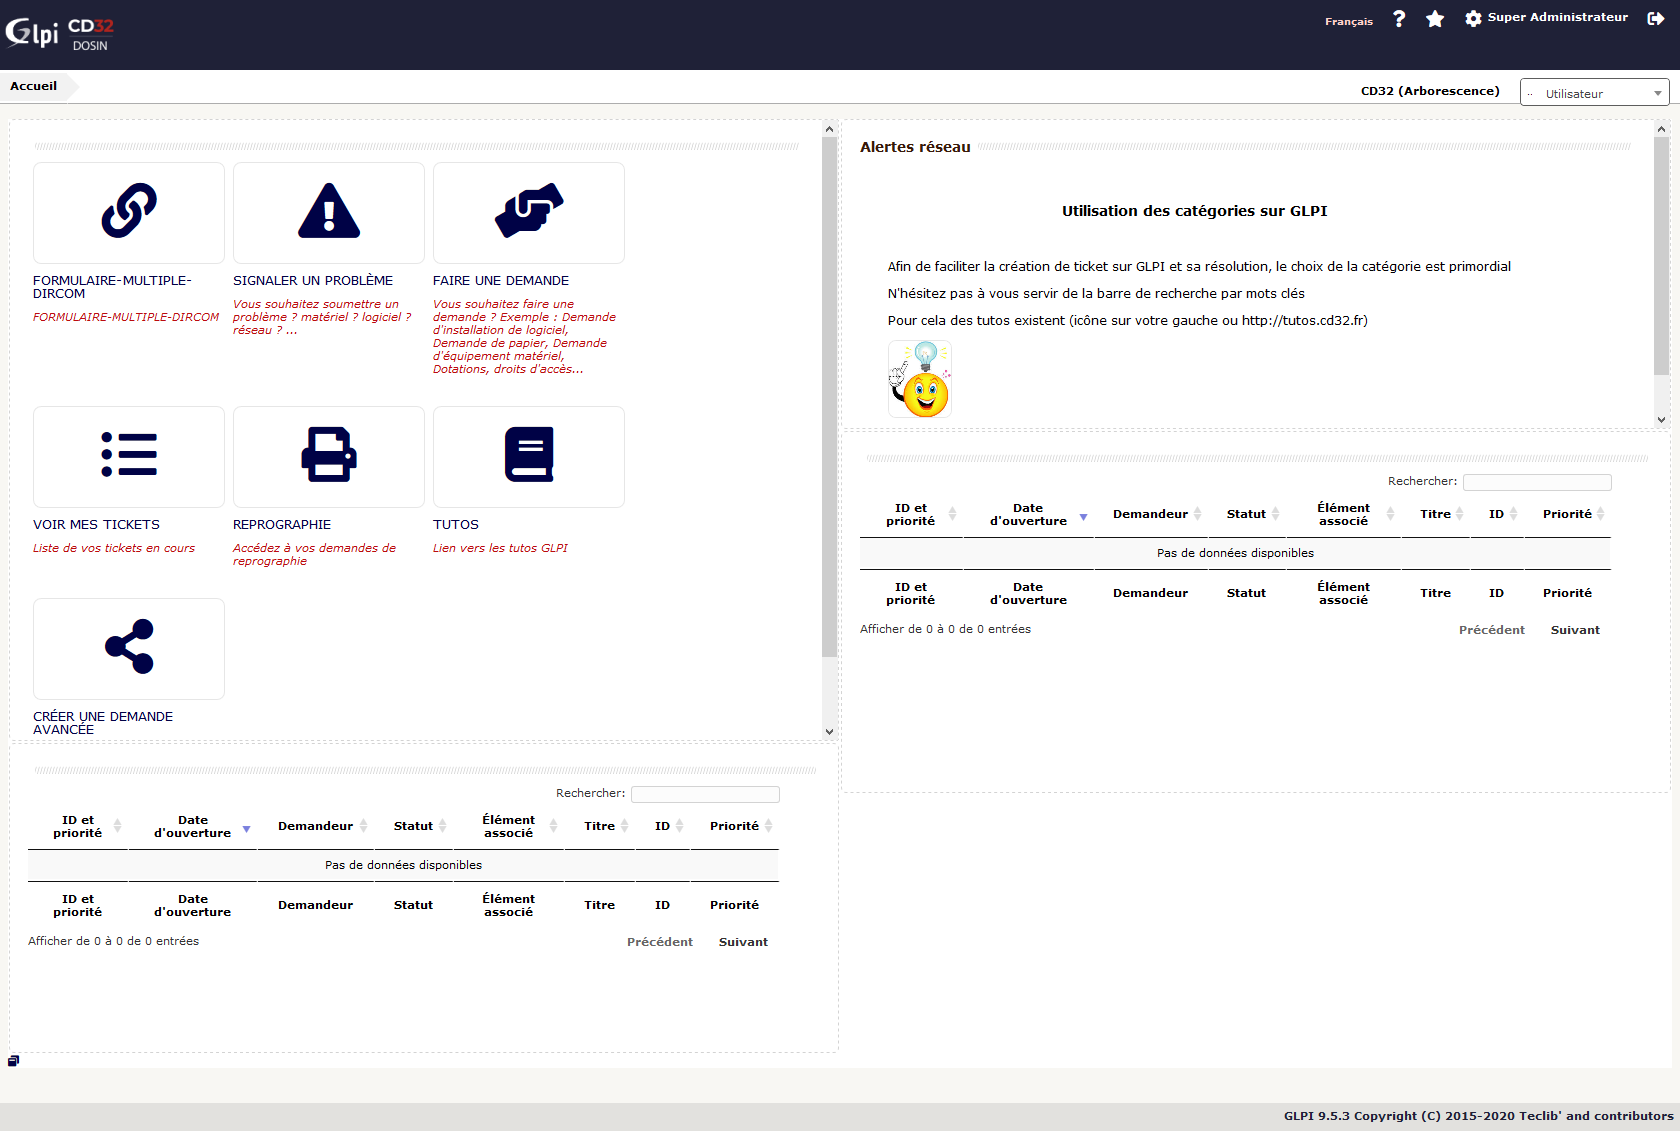 Glpi CD32
DOSIN
Français
Super Administrateur
Accueil
CD32 (Arborescence)
Utilisateur
FORMULAIRE-MULTIPLE-
DIRCOM
FORMULAIRE-MULTIPLE-DIRCOM
SIGNALER UN PROBLÈME
Vous souhaitez soumettre un
problème ? matériel ? logiciel ?
réseau ? ...
FAIRE UNE DEMANDE
Vous souhaitez faire une
demande ? Exemple : Demande
d'installation de logiciel,
Demande de papier, Demande
d'équipement matériel,
Dotations, droits d'accès...
VOIR MES TICKETS
Liste de vos tickets en cours
REPROGRAPHIE
Accédez à vos demandes de
reprographie
TUTOS
Lien vers les tutos GLPI
CRÉER UNE DEMANDE
AVANCÉE
Rechercher:
ID et priorité Date d'ouverture Demandeur Statut Élément associé Titre ID Priorité
Pas de données disponibles
ID et priorité Date d'ouverture Demandeur Statut Élément associé Titre ID Priorité
Afficher de 0 à 0 de 0 entrées
Précédent Suivant
Alertes réseau
Utilisation des catégories sur GLPI
Afin de faciliter la création de ticket sur GLPI et sa résolution, le choix de la catégorie est primordial
N'hésitez pas à vous servir de la barre de recherche par mots clés
Pour cela des tutos existent (icône sur votre gauche ou http://tutos.cd32.fr)
Rechercher:
ID et priorité Date d'ouverture Demandeur Statut Élément associé Titre ID Priorité
Pas de données disponibles
ID et priorité Date d'ouverture Demandeur Statut Élément associé Titre ID Priorité
Afficher de 0 à 0 de 0 entrées
Précédent Suivant
GLPI 9.5.3 Copyright (C) 2015-2020 Teclib' and contributors